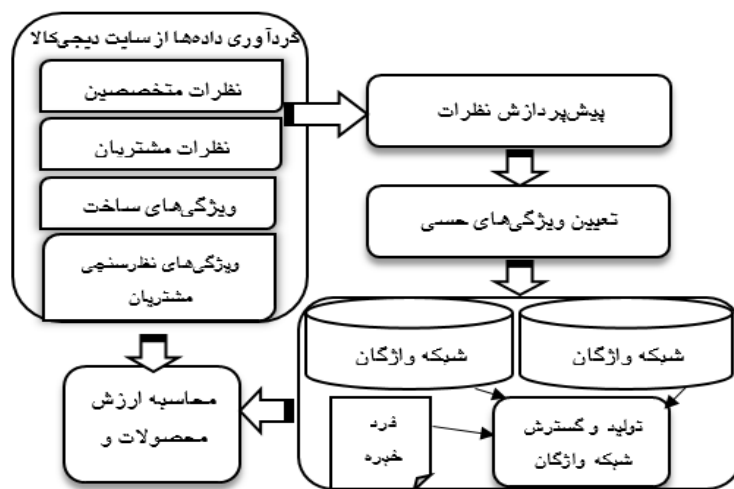 گردآوری داده‌ها از سایت دیجی‌کالا
نظرات متخصصین
نظرات مشتریان
ویژگی‌های ساخت
ویژگی‌های نظرسنجی
مشتریان
پیش‌پردازش نظرات
تعیین ویژگی‌های حسی
شبکه واژگان
شبکه واژگان
فرد
خبره
تولید و گسترش
شبکه واژگان
محاسبه ارزش
محصولات و